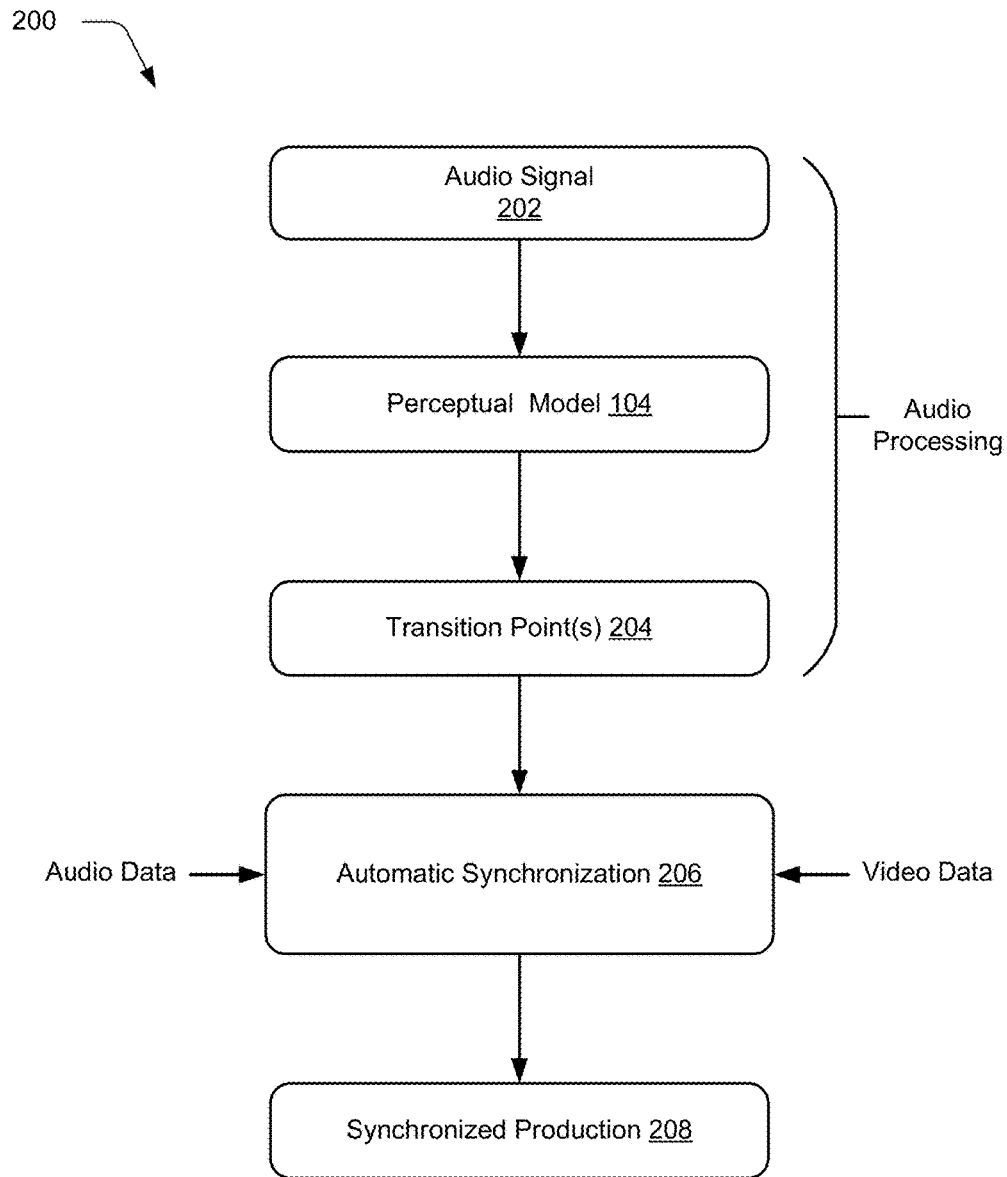 200
Audio Signal
202
Perceptual Model 104
Audio
Processing
Transition Point(s) 204
Audio Data
Automatic Synchronization 206
Video Data
Synchronized Production 208